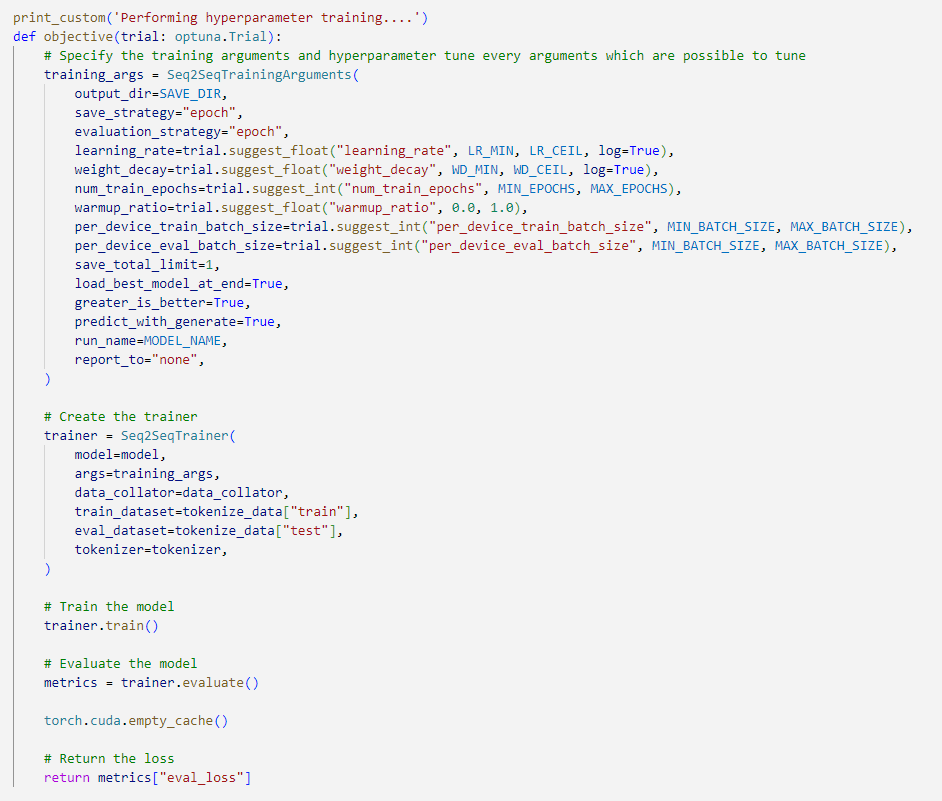 print_custom('Performing hyperparameter training....')
def objective(trial: optuna.Trial):
    # Specify the training arguments and hyperparameter tune every arguments which are possible to tune
    training_args = Seq2SeqTrainingArguments(
        output_dir=SAVE_DIR,
        save_strategy="epoch",
        evaluation_strategy="epoch",
        learning_rate=trial.suggest_float("learning_rate", LR_MIN, LR_CEIL, log=True),
        weight_decay=trial.suggest_float("weight_decay", WD_MIN, WD_CEIL, log=True),
        num_train_epochs=trial.suggest_int("num_train_epochs", MIN_EPOCHS, MAX_EPOCHS),
        warmup_ratio=trial.suggest_float("warmup_ratio", 0.0, 1.0),
        per_device_train_batch_size=trial.suggest_int("per_device_train_batch_size", MIN_BATCH_SIZE, MAX_BATCH_SIZE),
        per_device_eval_batch_size=trial.suggest_int("per_device_eval_batch_size", MIN_BATCH_SIZE, MAX_BATCH_SIZE),
        save_total_limit=1,
        load_best_model_at_end=True,
        greater_is_better=True,
        predict_with_generate=True,
        run_name=MODEL_NAME,
        report_to="none",
    )

    # Create the trainer
    trainer = Seq2SeqTrainer(
        model=model,
        args=training_args,
        data_collator=data_collator,
        train_dataset=tokenize_data["train"],
        eval_dataset=tokenize_data["test"],
        tokenizer=tokenizer,
    )

    # Train the model
    trainer.train()

    # Evaluate the model
    metrics = trainer.evaluate()

    torch.cuda.empty_cache()

    # Return the loss
    return metrics["eval_loss"]